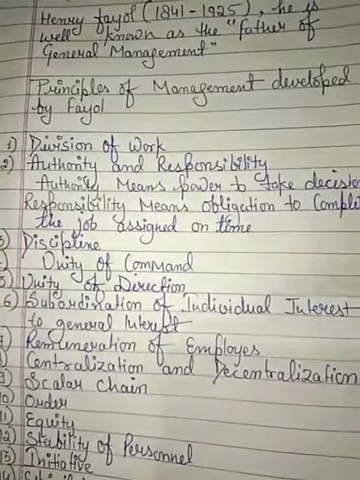 Henry fayol (1841-1925), he is
well known as the "father of
General Management"
Principles of Management developed
by Fayol
1) Division of Work
2) Authority and Responsibility
Authority Means power to take decision
Responsibility Means obligation to Complet
the job assigned on time
3) Discipline
Unity of Command
5) Unity of Direction
6) Subordination of Individual Interest
to general Interest
7) Remuneration of Employes
8 Centralization and Decentralization
9) Scalar Chain
10) Order
11) Equity
12) Stability of Personnel
13) Initiative
14)